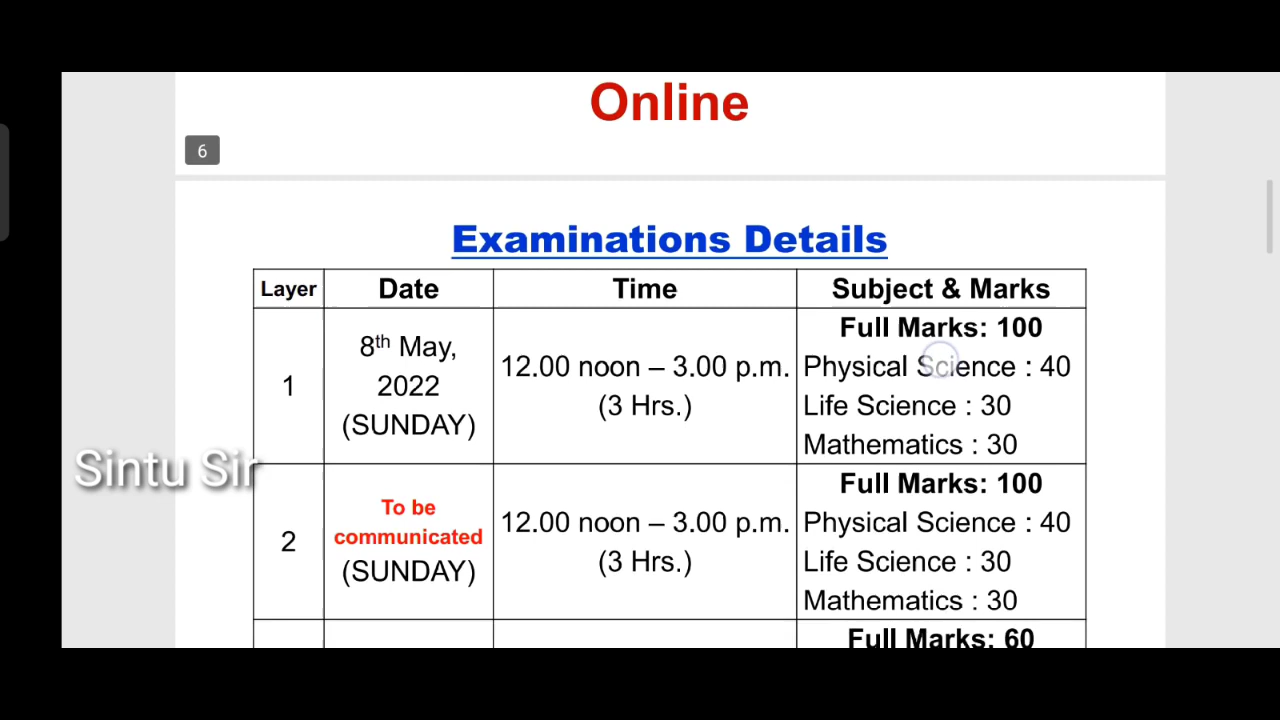 Online
6
Examinations Details
Layer Date Time Subject & Marks
1
8th May,
2022
(SUNDAY)
12.00 noon – 3.00 p.m.
(3 Hrs.)
Full Marks: 100
Physical Science : 40
Life Science : 30
Mathematics : 30
Sintu Sir
2
To be
communicated
(SUNDAY)
12.00 noon – 3.00 p.m.
(3 Hrs.)
Full Marks: 100
Physical Science : 40
Life Science : 30
Mathematics : 30
Full Marks: 60